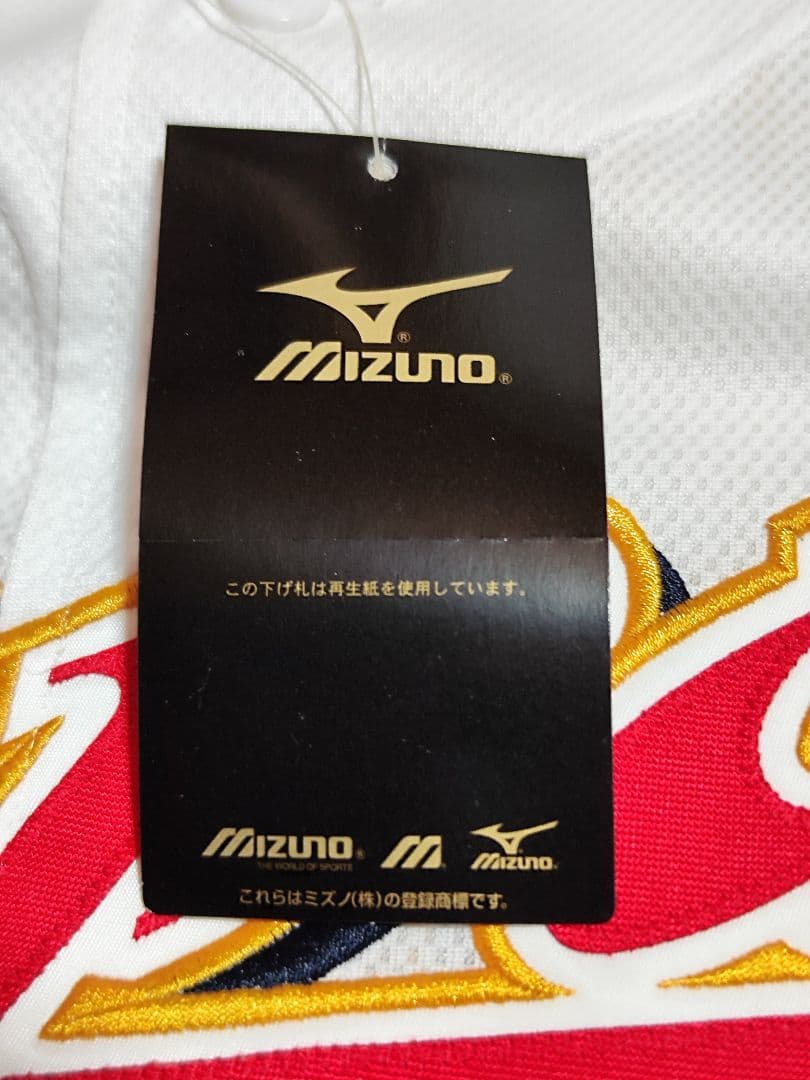 MIZUNO®
この下げ札は再生紙を使用しています。
MIZUNO® M MIZUNO
THE WORLD OF SPORTS
これらはミズノ(株)の登録商標です。